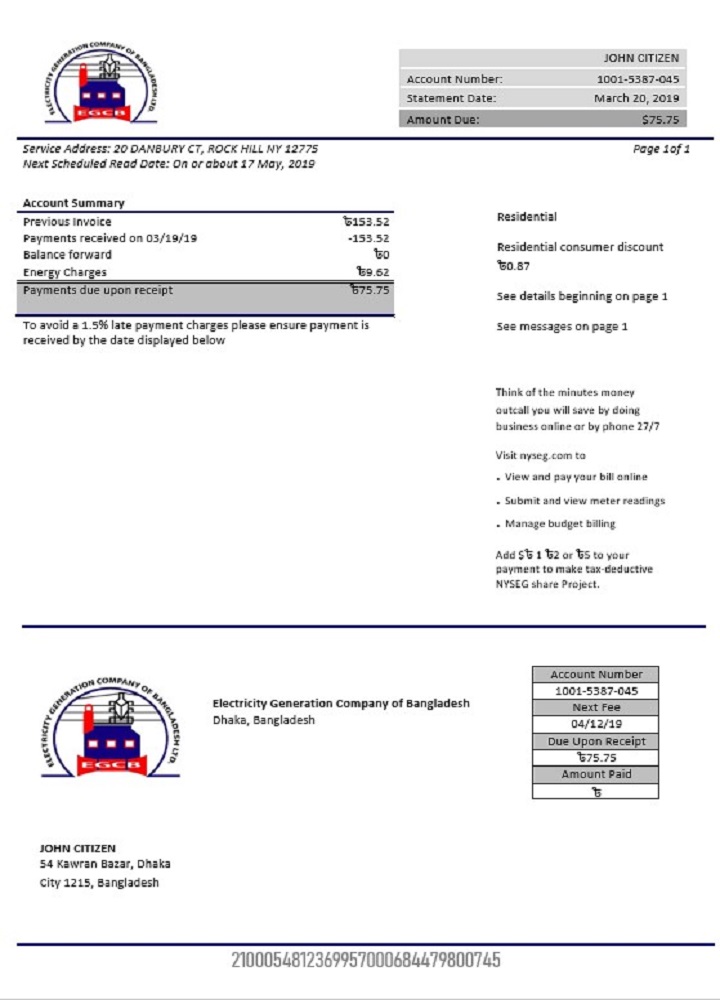 ELECTRICITY GENERATION COMPANY OF BANGLADESH LTD.
EGCB
JOHN CITIZEN
Account Number: 1001-5387-045
Statement Date: March 20, 2019
Amount Due: $75.75
Service Address: 20 DANBURY CT, ROCK HILL NY 12775
Page 1of 1
Next Scheduled Read Date: On or about 17 May, 2019
Account Summary
Previous Invoice ৳153.52
Payments received on 03/19/19 -153.52
Balance forward ৳0
Energy Charges ৳9.62
Payments due upon receipt ৳75.75
To avoid a 1.5% late payment charges please ensure payment is
received by the date displayed below
Residential
Residential consumer discount
৳0.87
See details beginning on page 1
See messages on page 1
Think of the minutes money
outcall you will save by doing
business online or by phone 27/7
Visit nyseg.com to
• View and pay your bill online
• Submit and view meter readings
• Manage budget billing
Add $৳ 1 ৳2 or ৳5 to your
payment to make tax-deductive
NYSEG share Project.
ELECTRICITY GENERATION COMPANY OF BANGLADESH LTD.
EGCB
Electricity Generation Company of Bangladesh
Dhaka, Bangladesh
Account Number
1001-5387-045
Next Fee
04/12/19
Due Upon Receipt
৳75.75
Amount Paid
৳
JOHN CITIZEN
54 Kawran Bazar, Dhaka
City 1215, Bangladesh
2100054812369957000684479800745